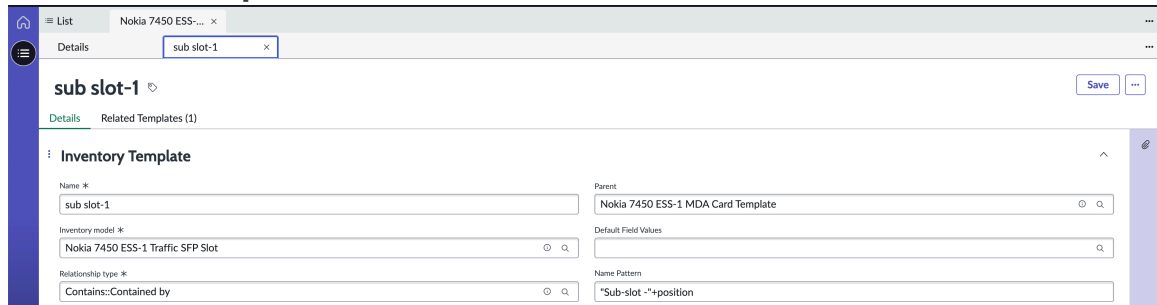 List
Nokia 7450 ESS-... ×
Details
sub slot-1 ×
sub slot-1
Save
Details
Related Templates (1)
Inventory Template
Name *
sub slot-1
Parent
Nokia 7450 ESS-1 MDA Card Template
Inventory model *
Nokia 7450 ESS-1 Traffic SFP Slot
Default Field Values
Relationship type *
Contains::Contained by
Name Pattern
"Sub-slot -"+position